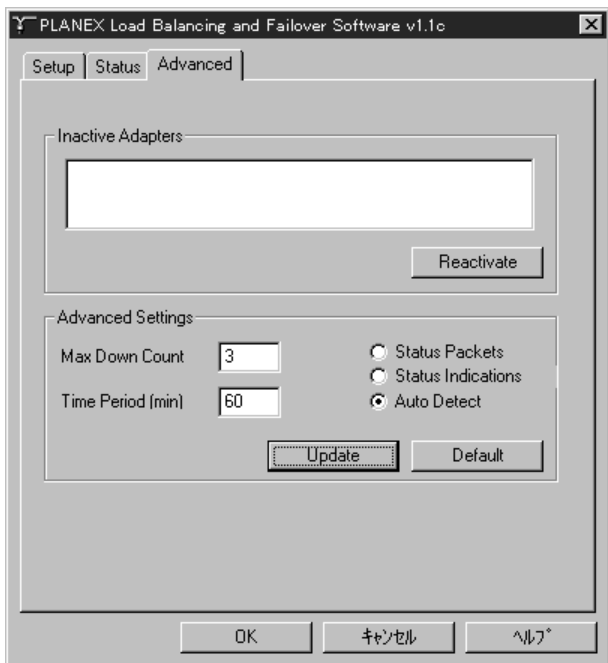 PLANEX Load Balancing and Failover Software v1.1c
Setup Status Advanced
Inactive Adapters
Reactivate
Advanced Settings
Max Down Count 3
Status Packets
Status Indications
Time Period (min) 60
Auto Detect
Update Default
OK ｷｬﾝｾﾙ ﾍﾙﾌﾟ